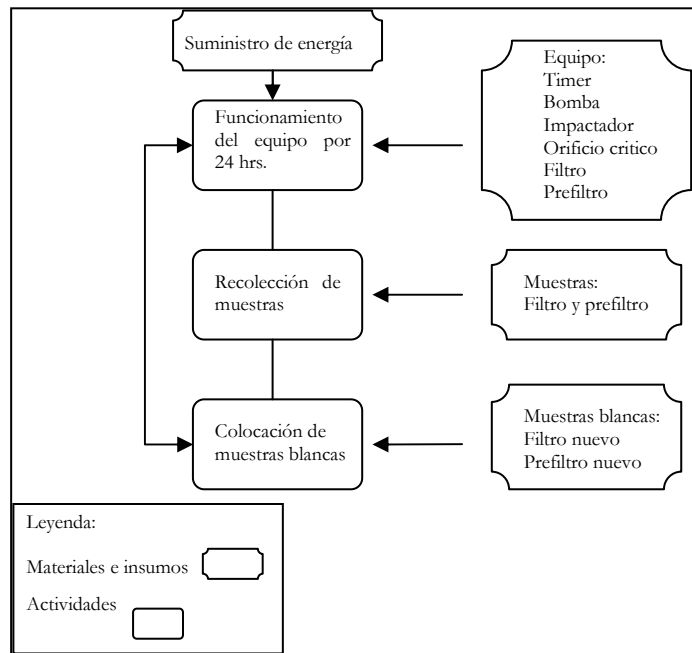 Suministro de energía
Equipo:
Timer
Bomba
Impactador
Orificio critico
Filtro
Prefiltro
Funcionamiento
del equipo por
24 hrs.
Recolección de
muestras
Muestras:
Filtro y prefiltro
Colocación de
muestras blancas
Muestras blancas:
Filtro nuevo
Prefiltro nuevo
Leyenda:
Materiales e insumos
Actividades